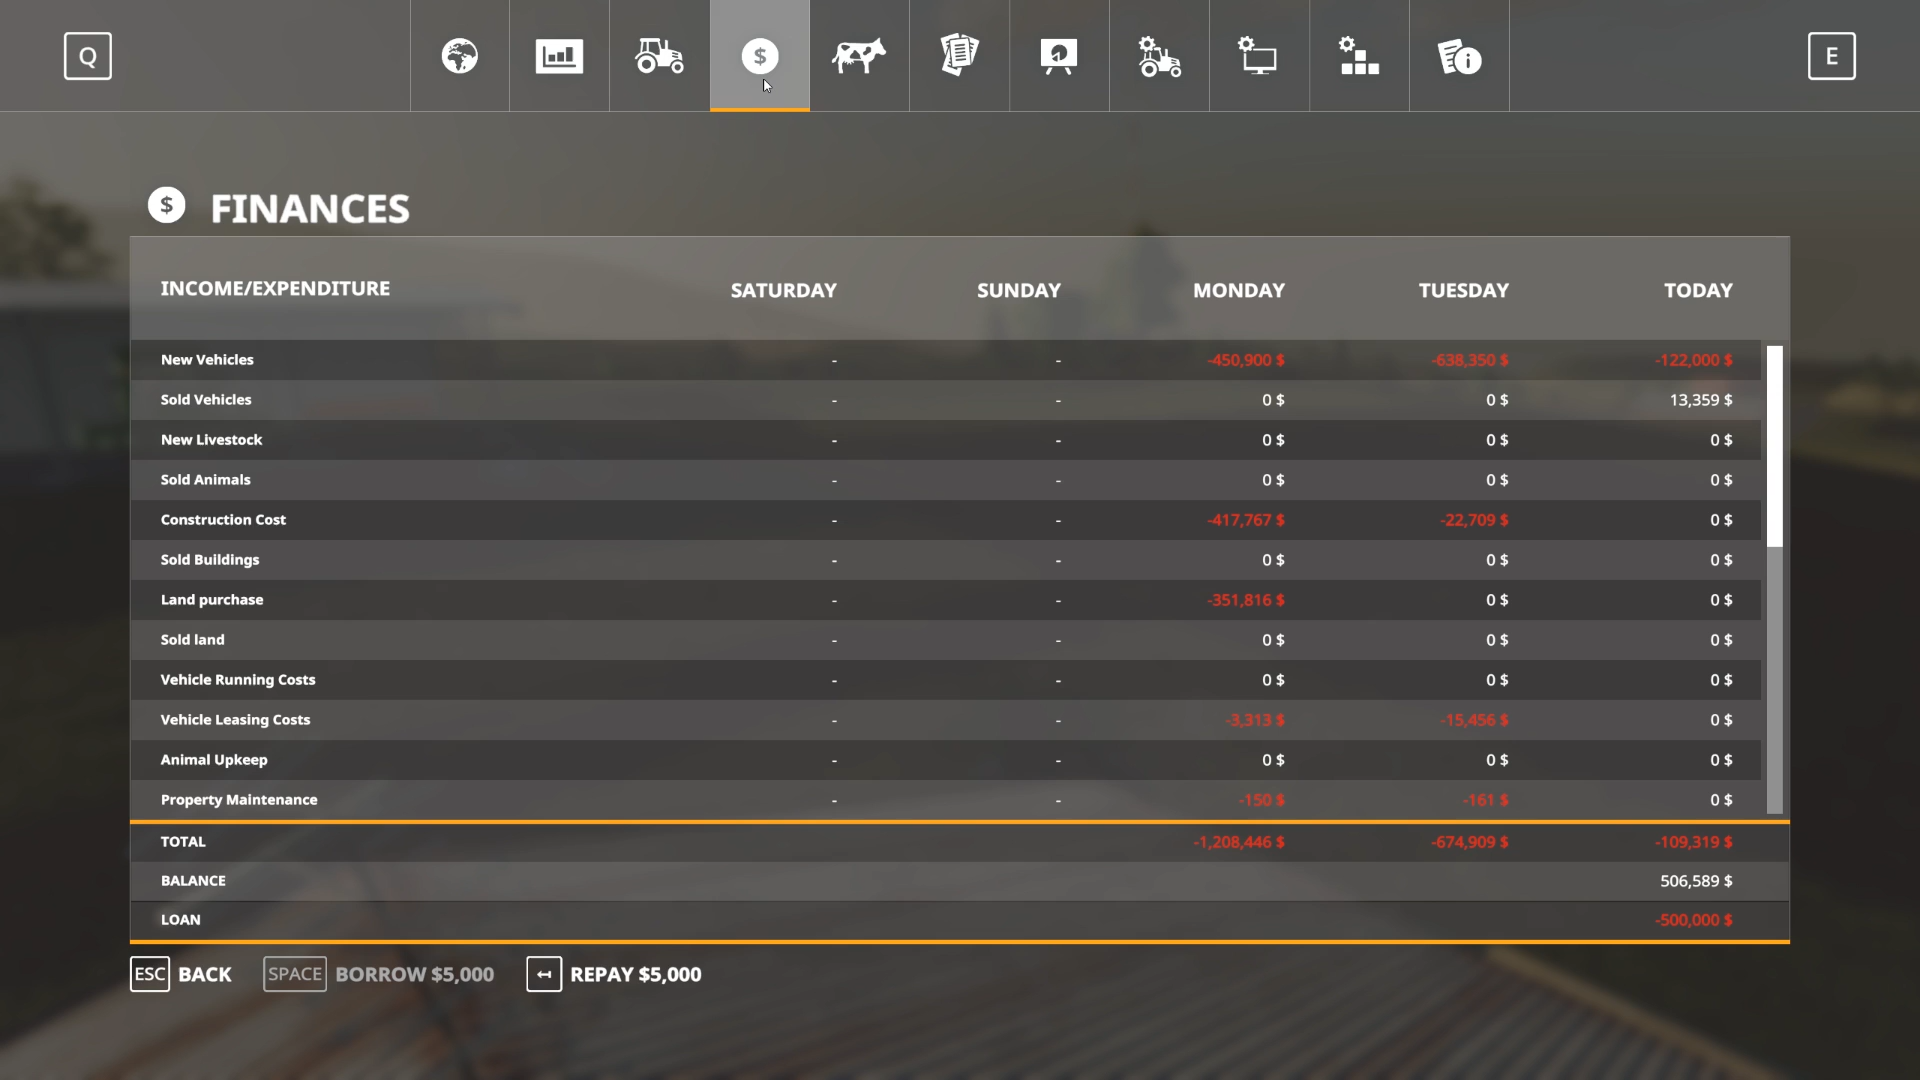 Q
E
$
$ FINANCES
INCOME/EXPENDITURE SATURDAY SUNDAY MONDAY TUESDAY TODAY
New Vehicles - - -450,900 $ -638,350 $ -122,000 $
Sold Vehicles - - 0 $ 0 $ 13,359 $
New Livestock - - 0 $ 0 $ 0 $
Sold Animals - - 0 $ 0 $ 0 $
Construction Cost - - -417,767 $ -22,709 $ 0 $
Sold Buildings - - 0 $ 0 $ 0 $
Land purchase - - -351,816 $ 0 $ 0 $
Sold land - - 0 $ 0 $ 0 $
Vehicle Running Costs - - 0 $ 0 $ 0 $
Vehicle Leasing Costs - - -3,313 $ -15,456 $ 0 $
Animal Upkeep - - 0 $ 0 $ 0 $
Property Maintenance - - -150 $ -161 $ 0 $
TOTAL -1,208,446 $ -674,909 $ -109,319 $
BALANCE 506,589 $
LOAN -500,000 $
ESC BACK SPACE BORROW $5,000 REPAY $5,000